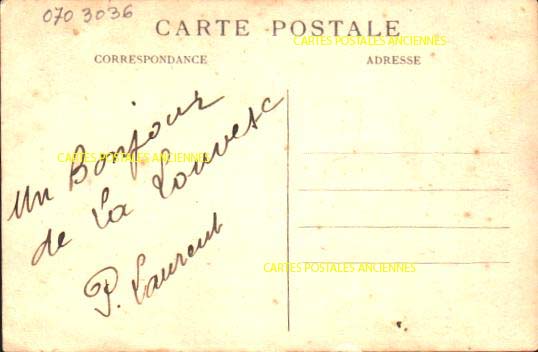 070 3036
CARTE POSTALE
CARTES POSTALES ANCIENNES
CORRESPONDANCE
ADRESSE
Un Bonjour
CARTES POSTALES ANCIENNES
de La Louvesc
P. Laurent
CARTES POSTALES ANCIENNES